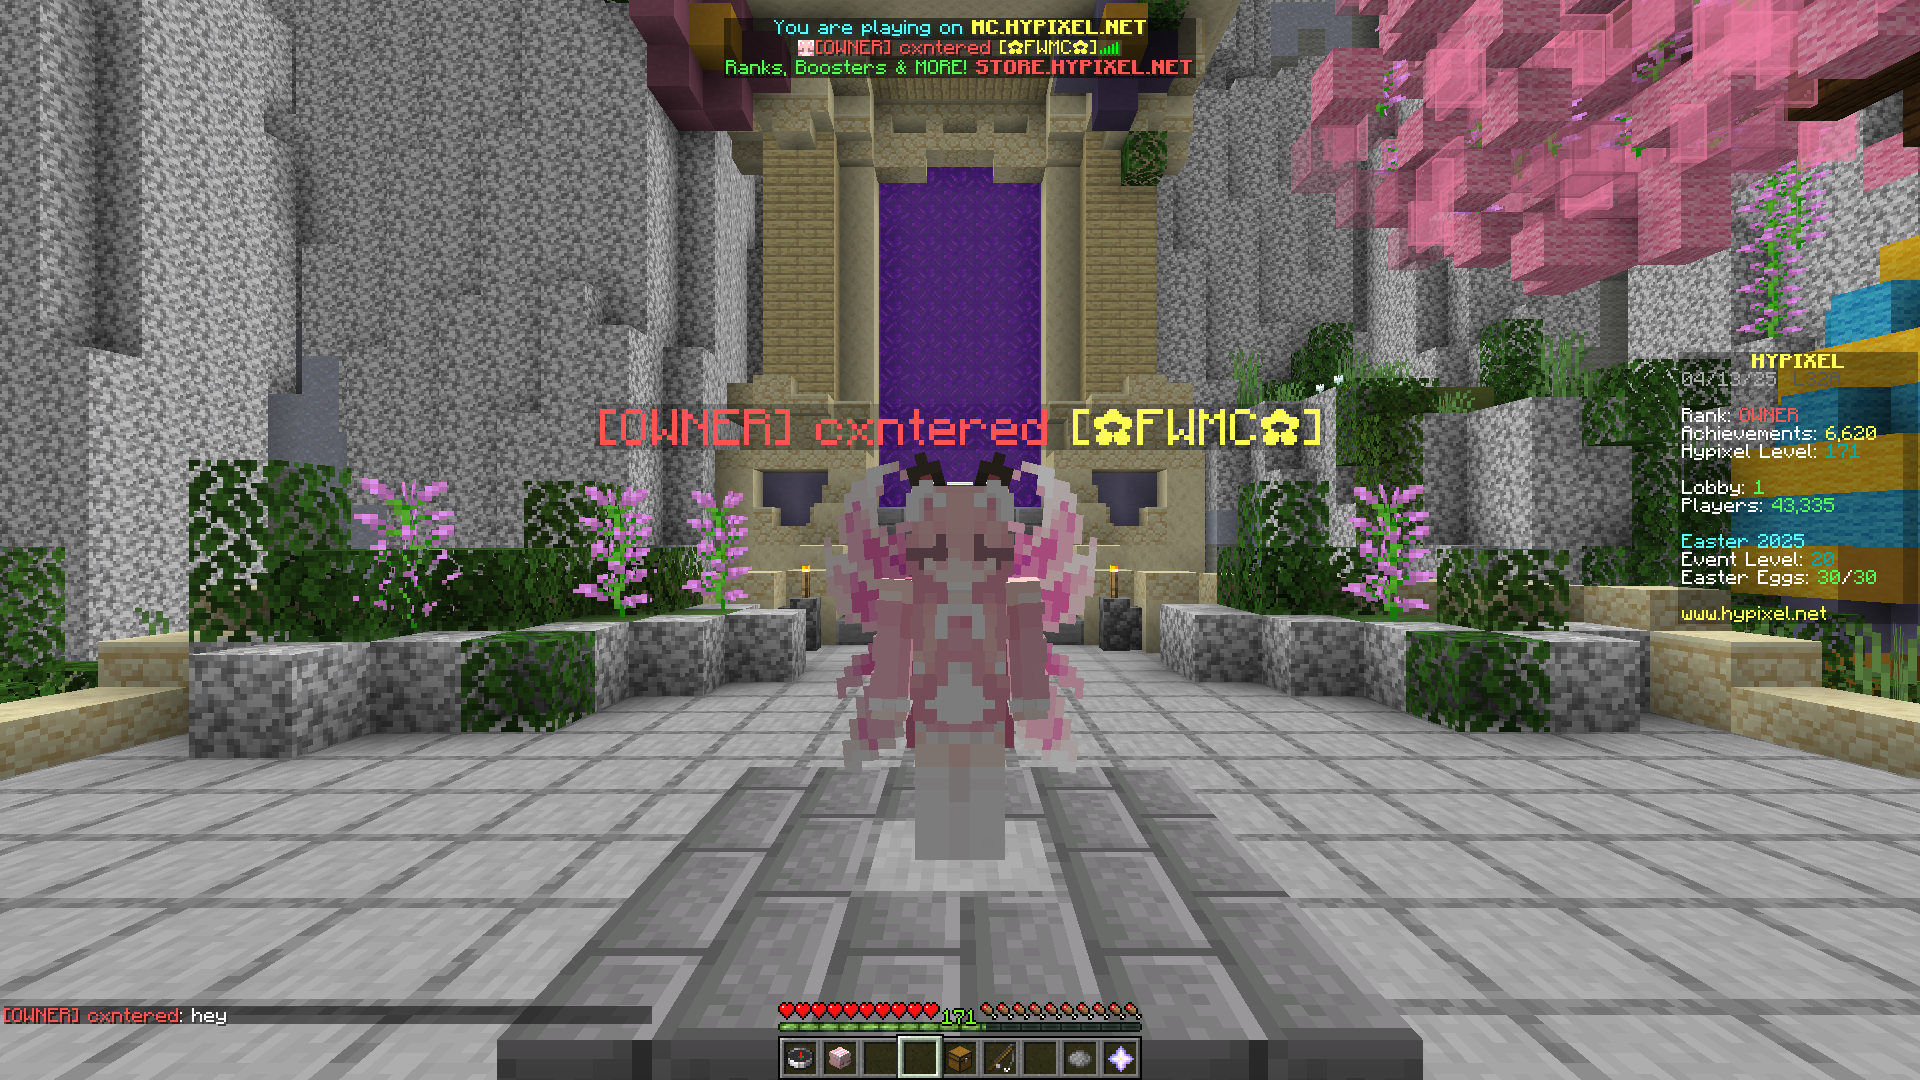 You are playing on MC.HYPIXEL.NET
[OWNER] cxntered [✿FWMC✿]
Ranks, Boosters & MORE! STORE.HYPIXEL.NET
[OWNER] cxntered [✿FWMC✿]
HYPIXEL
04/13/25
Rank: OWNER
Achievements: 6,620
Hypixel Level: 171
Lobby: 1
Players: 43,335
Easter 2025
Event Level: 20
Easter Eggs: 30/30
www.hypixel.net
[OWNER] cxntered: hey
171